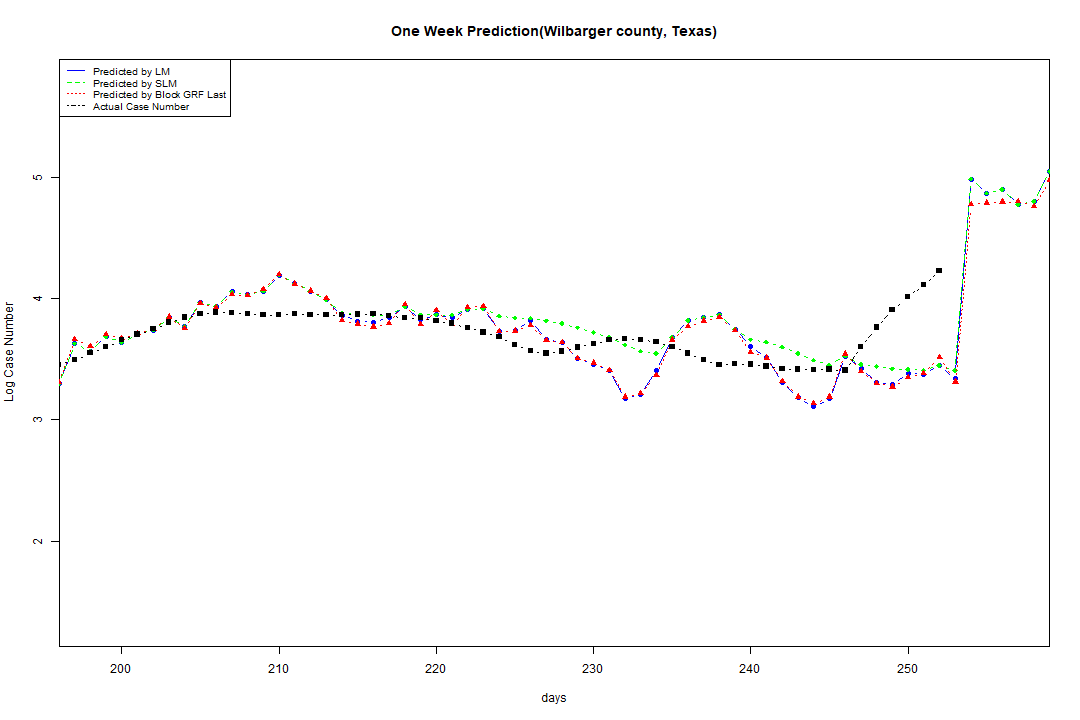 One Week Prediction(Wilbarger county, Texas)
Predicted by LM
Predicted by SLM
Predicted by Block GRF Last
Actual Case Number
5
4
3
2
Log Case Number
200 210 220 230 240 250
days